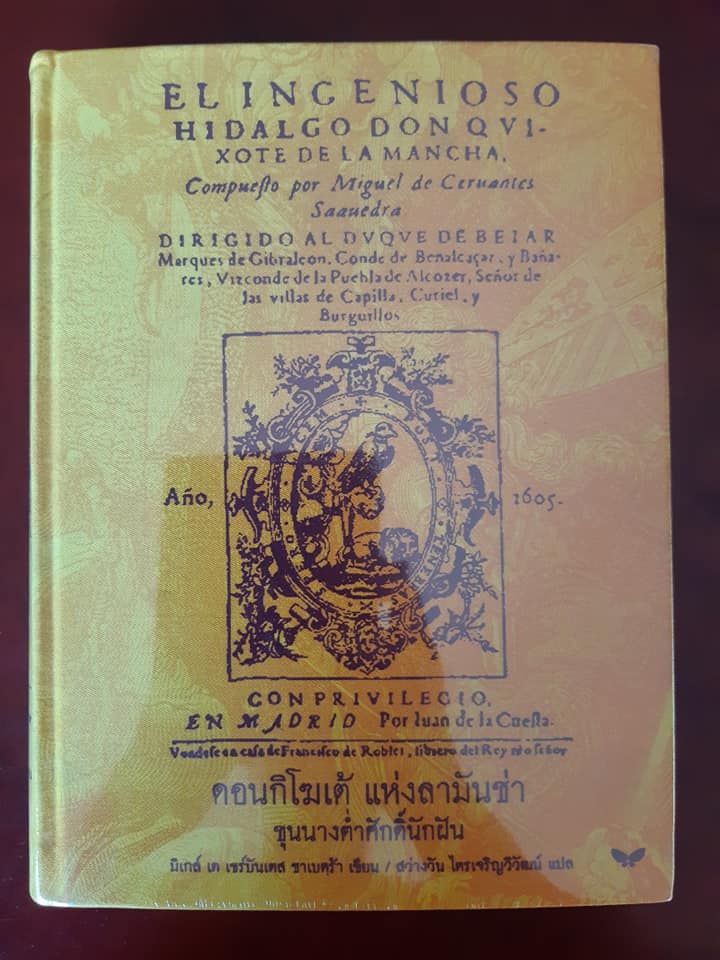 EL INGENIOSO
HIDALGO DON QVI-
XOTE DE LA MANCHA,
Compueſto por Miguel de Ceruantes
Saauedra
DIRIGIDO AL DVQVE DE BEIAR
Marques de Gibraleon, Conde de Benalcaçar, y Baña-
res, Vizconde de la Puebla de Alcozer, Señor de
las villas de Capilla, Curiel, y
Burguillos
Año, 1605.
CON PRIVILEGIO,
EN MADRID Por Iuan de la Cueſta.
Vendeſe en caſa de Franciſco de Robles, librero del Rey nro ſeñor
ดอนกิโฆเต้ แห่งลามันช่า
ขุนนางต่ำศักดิ์นักฝัน
มิเกล์ เด เซร์บันเตส ซาเบดฺร้า เขียน / สว่างวัน ไตรเจริญวิวัฒน์ แปล